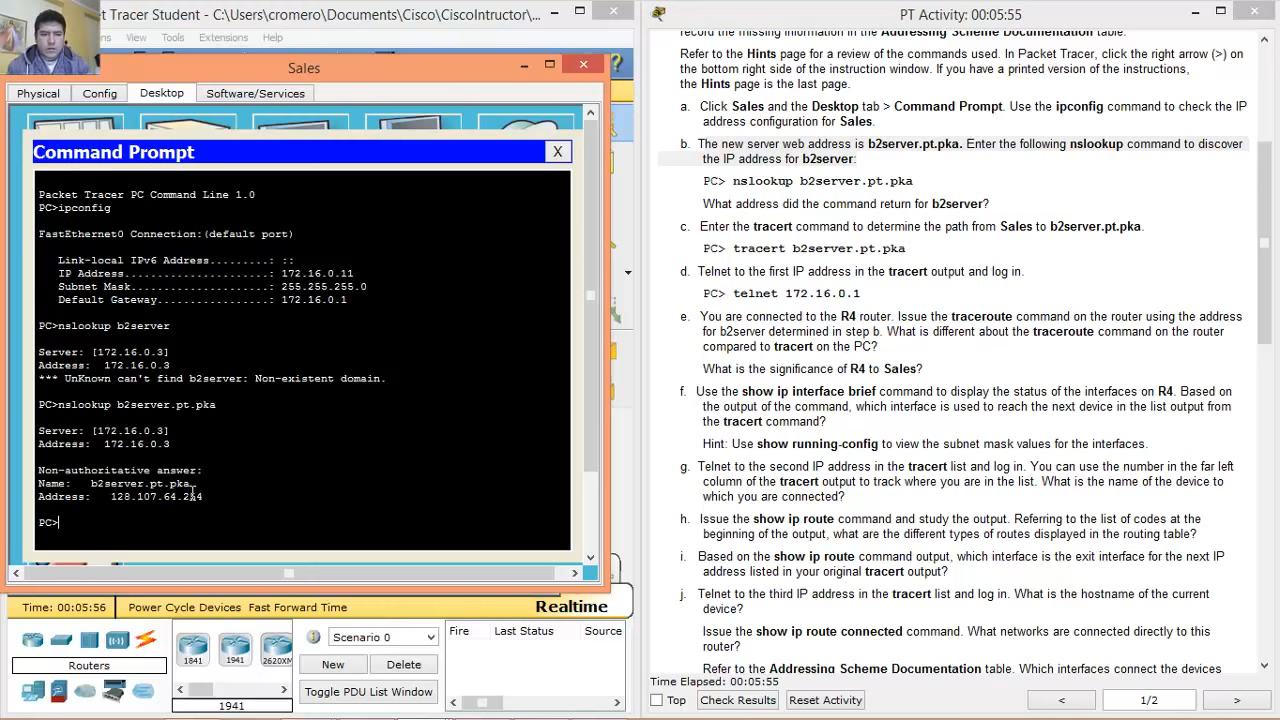 et Tracer Student - C:\Users\cromero\Documents\Cisco\CiscoIntructor\...
View Tools Extensions Help
Sales
Physical Config Desktop Software/Services
Command Prompt X
Packet Tracer PC Command Line 1.0
PC>ipconfig
FastEthernet0 Connection:(default port)
Link-local IPv6 Address.........: ::
IP Address......................: 172.16.0.11
Subnet Mask.....................: 255.255.255.0
Default Gateway.................: 172.16.0.1
PC>nslookup b2server
Server: [172.16.0.3]
Address: 172.16.0.3
*** UnKnown can't find b2server: Non-existent domain.
PC>nslookup b2server.pt.pka
Server: [172.16.0.3]
Address: 172.16.0.3
Non-authoritative answer:
Name: b2server.pt.pka
Address:
PC>
Time: 00:05:56 Power Cycle Devices Fast Forward Time Realtime
Routers
1841 1941 2620XM
1941
Scenario 0
New Delete
Toggle PDU List Window
Fire Last Status Source
PT Activity: 00:05:55
record the missing information in the Addressing Scheme Documentation table.
Refer to the Hints page for a review of the commands used. In Packet Tracer, click the right arrow (>) on
the bottom right side of the instruction window. If you have a printed version of the instructions,
the Hints page is the last page.
a. Click Sales and the Desktop tab > Command Prompt. Use the ipconfig command to check the IP
address configuration for Sales.
b. The new server web address is b2server.pt.pka. Enter the following nslookup command to discover
the IP address for b2server:
PC> nslookup b2server.pt.pka
What address did the command return for b2server?
c. Enter the tracert command to determine the path from Sales to b2server.pt.pka.
PC> tracert b2server.pt.pka
d. Telnet to the first IP address in the tracert output and log in.
PC> telnet 172.16.0.1
e. You are connected to the R4 router. Issue the traceroute command on the router using the address
for b2server determined in step b. What is different about the traceroute command on the router
compared to tracert on the PC?
What is the significance of R4 to Sales?
f. Use the show ip interface brief command to display the status of the interfaces on R4. Based on
the output of the command, which interface is used to reach the next device in the list output from
the tracert command?
Hint: Use show running-config to view the subnet mask values for the interfaces.
g. Telnet to the second IP address in the tracert list and log in. You can use the number in the far left
column of the tracert output to track where you are in the list. What is the name of the device to
which you are connected?
h. Issue the show ip route command and study the output. Referring to the list of codes at the
beginning of the output, what are the different types of routes displayed in the routing table?
i. Based on the show ip route command output, which interface is the exit interface for the next IP
address listed in your original tracert output?
j. Telnet to the third IP address in the tracert list and log in. What is the hostname of the current
device?
Issue the show ip route connected command. What networks are connected directly to this
router?
Refer to the Addressing Scheme Documentation table. Which interfaces connect the devices
Time Elapsed: 00:05:55
Top Check Results Reset Activity < 1/2 >